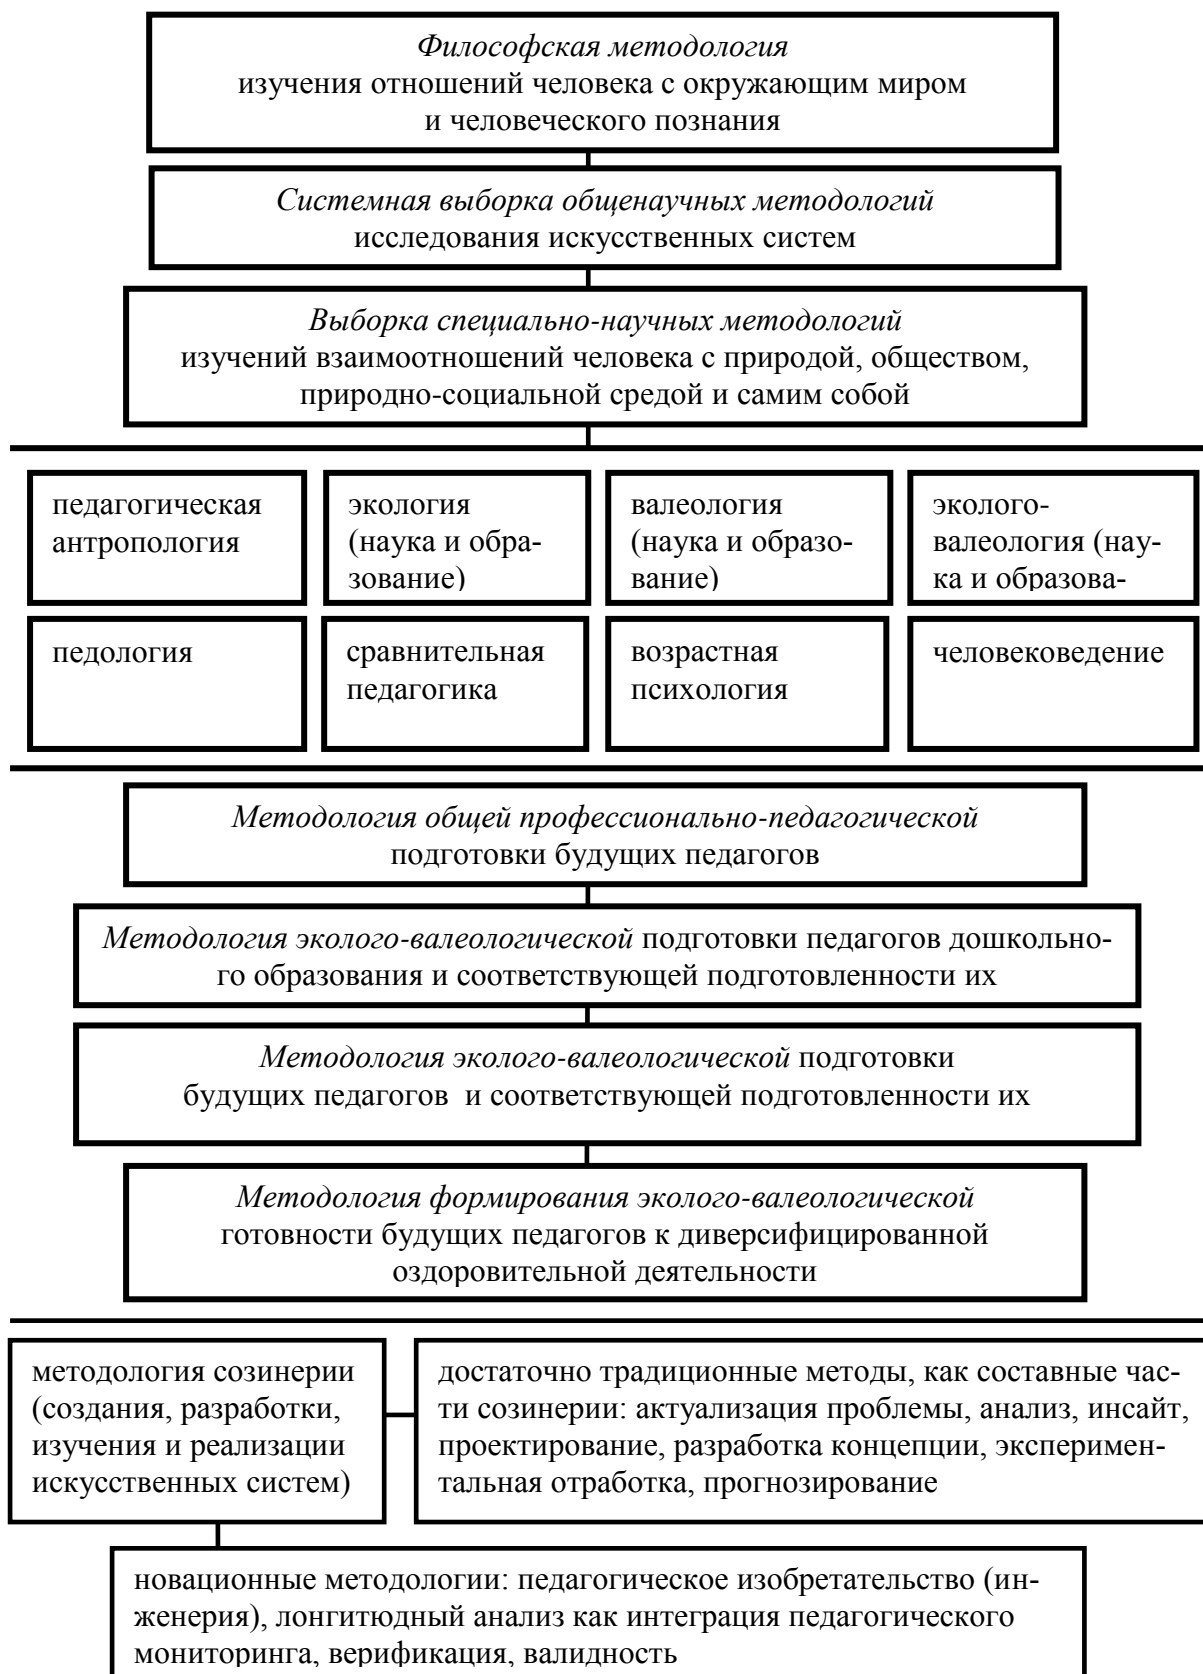 Философская методология
изучения отношений человека с окружающим миром
и человеческого познания
Системная выборка общенаучных методологий
исследования искусственных систем
Выборка специально-научных методологий
изучений взаимоотношений человека с природой, обществом,
природно-социальной средой и самим собой
педагогическая
антропология
экология
(наука и обра-
зование)
валеология
(наука и образо-
вание)
эколого-
валеология (нау-
ка и образова-
педология
сравнительная
педагогика
возрастная
психология
человековедение
Методология общей профессионально-педагогической
подготовки будущих педагогов
Методология эколого-валеологической подготовки педагогов дошкольно-
го образования и соответствующей подготовленности их
Методология эколого-валеологической подготовки
будущих педагогов и соответствующей подготовленности их
Методология формирования эколого-валеологической
готовности будущих педагогов к диверсифицированной
оздоровительной деятельности
методология созинерии
(создания, разработки,
изучения и реализации
искусственных систем)
достаточно традиционные методы, как составные час-
ти созинерии: актуализация проблемы, анализ, инсайт,
проектирование, разработка концепции, эксперимен-
тальная отработка, прогнозирование
новационные методологии: педагогическое изобретательство (ин-
женерия), лонгитюдный анализ как интеграция педагогического
мониторинга, верификация, валидность